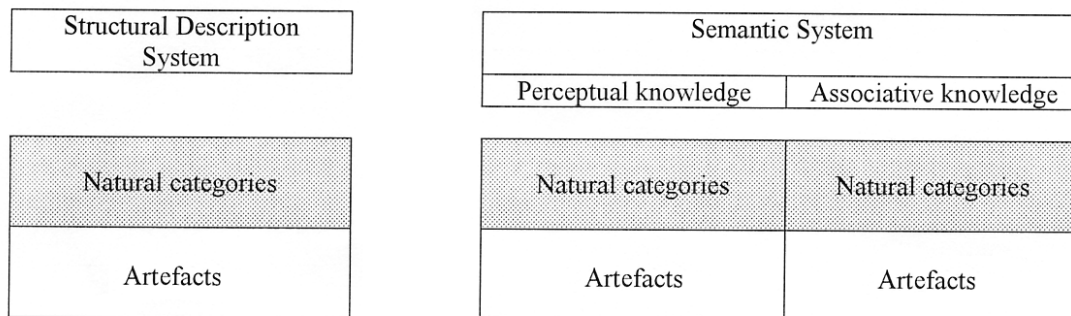 Structural Description
System
Semantic System
Perceptual knowledge
Associative knowledge
Natural categories
Natural categories
Natural categories
Artefacts
Artefacts
Artefacts